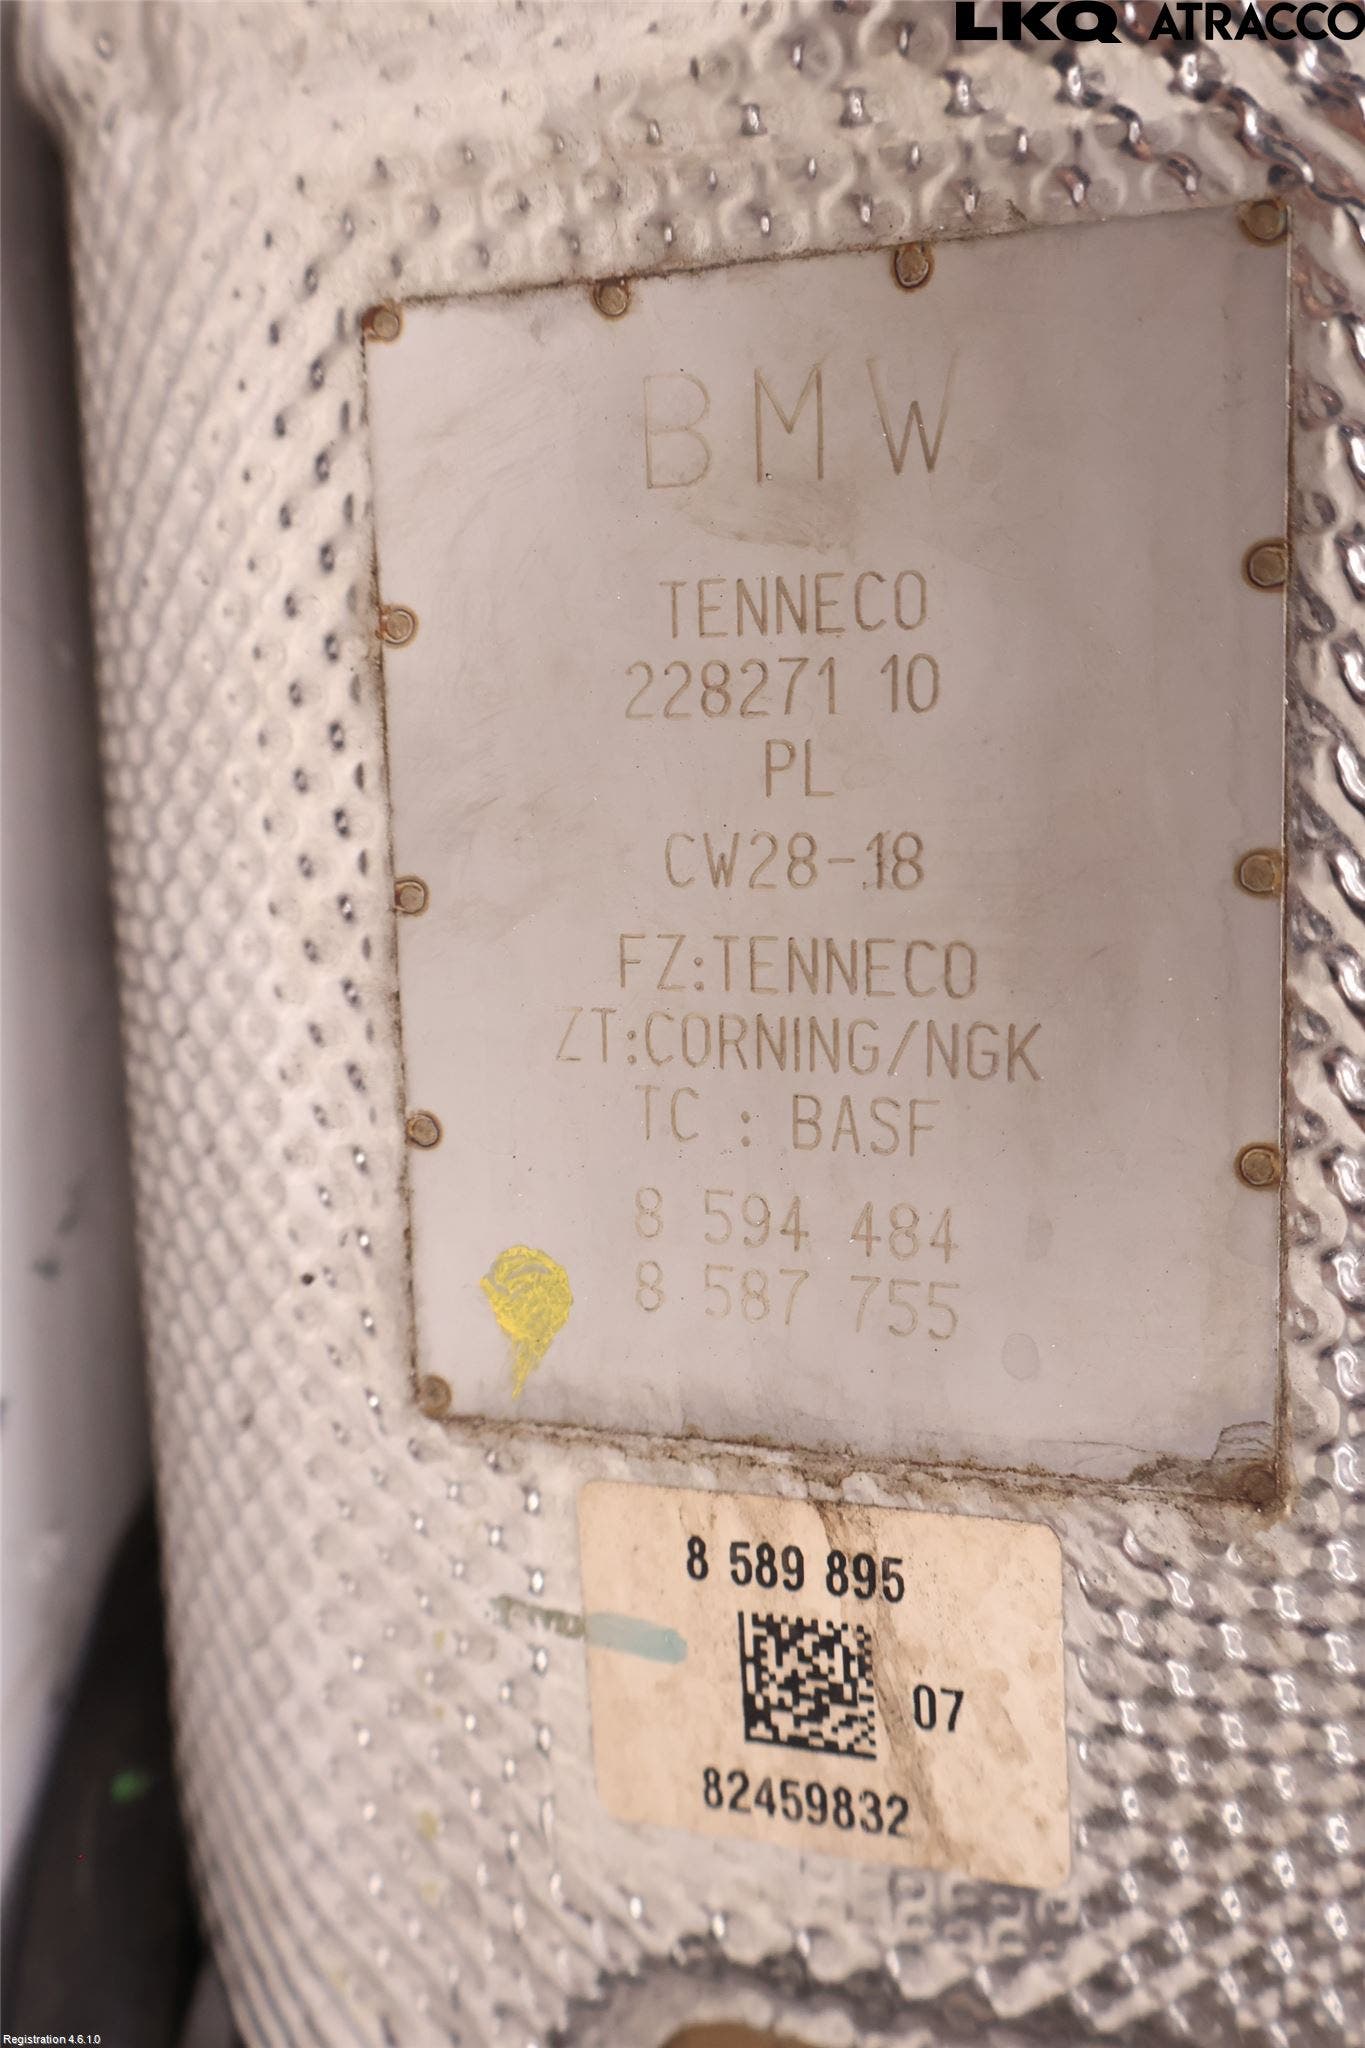 LKQ ATRACCO
BMW
TENNECO
228271 10
PL
CW28-18
FZ:TENNECO
ZT:CORNING/NGK
TC : BASF
8 594 484
8 587 755
8 589 895
07
82459832
Registration 4.6.1.0